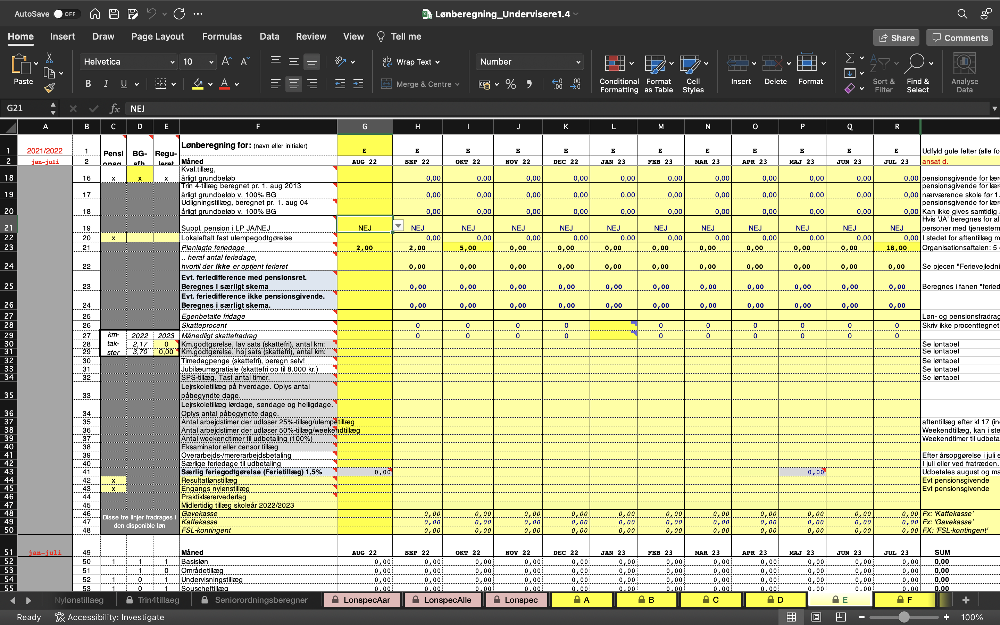 AutoSave OFF Lønberegning_Undervisere1.4
Home Insert Draw Page Layout Formulas Data Review View Tell me Share Comments
Paste Helvetica 10 Wrap Text Number Conditional Formatting Format as Table Cell Styles Insert Delete Format Sort & Filter Find & Select Analyse Data
B I U Merge & Centre
G21 fx NEJ
A B C D E F G H I J K L M N O P Q R
1 2021/2022 1 Pensi BG- Regu- Lønberegning for: (navn eller initialer) E E E E E E E E E E E E Udfyld gule felter (alle fo
2 jan-juli 2 onsg afh leret Måned AUG 22 SEP 22 OKT 22 NOV 22 DEC 22 JAN 23 FEB 23 MAR 23 APR 23 MAJ 23 JUN 23 JUL 23 ansat d.
Kval.tillæg,
18 16 x x x årligt grundbeløb 0,00 0,00 0,00 0,00 0,00 0,00 0,00 0,00 0,00 0,00 0,00 pensionsgivende for lær
Trin 4-tillæg beregnet pr. 1. aug 2013 pensionsgivende for lær
19 17 årligt grundbeløb v. 100% BG 0,00 0,00 0,00 0,00 0,00 0,00 0,00 0,00 0,00 0,00 0,00 nærværende skole før 1.
Udligningstillæg, beregnet pr. 1. aug 04 pensionsgivende for lær
20 18 årligt grundbeløb v. 100% BG 0,00 0,00 0,00 0,00 0,00 0,00 0,00 0,00 0,00 0,00 0,00 Kan ikke gives samtidig
Hvis 'JA' beregnes for al
21 19 Suppl. pension i LP JA/NEJ NEJ NEJ NEJ NEJ NEJ NEJ NEJ NEJ NEJ NEJ NEJ NEJ personer med tjenestem
22 20 x Lokalaftalt fast ulempegodtgørelse 0,00 0,00 0,00 0,00 0,00 0,00 0,00 0,00 0,00 0,00 0,00 I stedet for aftentillæg m
23 21 Planlagte feriedage 2,00 2,00 5,00 0,00 0,00 0,00 0,00 0,00 0,00 0,00 0,00 18,00 Organisationsaftalen: 5
.. heraf antal feriedage,
24 22 hvortil der ikke er optjent ferieret 0,00 0,00 0,00 0,00 0,00 0,00 0,00 0,00 0,00 0,00 0,00 Se pjecen "Ferievejledni
Evt. feriedifference med pensionsret.
25 23 Beregnes i særligt skema 0,00 0,00 0,00 0,00 0,00 0,00 0,00 0,00 0,00 0,00 0,00 Beregnes i fanen "feried
Evt. feriedifference ikke pensionsgivende.
26 24 Beregnes i særligt skema. 0,00 0,00 0,00 0,00 0,00 0,00 0,00 0,00 0,00 0,00 0,00
27 25 Egenbetalte fridage Løn- og pensionsfradrag
28 26 Skatteprocent 0 0 0 0 0 0 0 0 0 0 Skriv ikke procenttegnet,
29 27 km- 2022 2023 Månedligt skattefradrag 0 0 0 0 0 0 0 0 0 0
30 28 tak- 2,17 0 Km.godtgørelse, lav sats (skattefri), antal km: Se løntabel
31 29 ster 3,70 0,00 Km.godtgørelse, høj sats (skattefri), antal km: Se løntabel
32 30 Timedagpenge (skattefri), beregn selv! Se løntabel
33 31 Jubilæumsgratiale (skattefri op til 8.000 kr.) Se løntabel
34 32 SPS-tillæg. Tast antal timer. Se løntabel
Lejrskoletillæg på hverdage. Oplys antal
35 33 påbegyndte dage.
Lejrskoletillæg lørdage, søndage og helligdage.
36 34 Oplys antal påbegyndte dage.
37 35 Antal arbejdstimer der udløser 25%-tillæg/ulempetillæg aftentillæg efter kl 17 (in
38 36 Antal arbejdstimer der udløser 50%-tillæg/weekendtillæg Weekendtillæg, kan i ste
39 37 Antal weekendtimer til udbetaling (100%) Weekendtimer til udbeta
40 38 Eksaminator eller censor tillæg
41 39 Overarbejds-/mererarbejdsbetaling Efter årsopgørelse i juli e
42 40 Særlige feriedage til udbetaling I juli eller ved fratræden.
43 41 Særlig feriegodtgørelse (Ferietillæg) 1,5% 0,00 0,00 Udbetales august og ma
44 42 x Resultatlønstillæg Evt pensionsgivende
45 43 x Engangs nylønstillæg Evt pensionsgivende
46 44 Praktiklærervederlag
47 45 Midlertidig tillæg skoleår 2022/2023
48 46 Disse tre linjer fradrages i Gavekasse 0,00 0,00 0,00 0,00 0,00 0,00 0,00 0,00 0,00 0,00 0,00 Fx: 'Kaffekasse'
49 47 den disponible løn Kaffekasse 0,00 0,00 0,00 0,00 0,00 0,00 0,00 0,00 0,00 0,00 0,00 Fx: 'Gavekasse'
50 48 FSL-kontingent 0,00 0,00 0,00 0,00 0,00 0,00 0,00 0,00 0,00 0,00 0,00 FX: 'FSL-kontingent'
51 jan-juli 49 Måned AUG 22 SEP 22 OKT 22 NOV 22 DEC 22 JAN 23 FEB 23 MAR 23 APR 23 MAJ 23 JUN 23 JUL 23 SUM
52 50 1 1 1 Basisløn 0,00 0,00 0,00 0,00 0,00 0,00 0,00 0,00 0,00 0,00 0,00 0,00 0,00
53 51 1 0 Områdetillæg 0,00 0,00 0,00 0,00 0,00 0,00 0,00 0,00 0,00 0,00 0,00 0,00 0,00
54 52 1 0 1 Undervisningstillæg 0,00 0,00 0,00 0,00 0,00 0,00 0,00 0,00 0,00 0,00 0,00 0,00 0,00
55 53 1 0 1 Souscheftillæg 0,00 0,00 0,00 0,00 0,00 0,00 0,00 0,00 0,00 0,00 0,00 0,00 0,00
Nylønstillaeg Trin4tillaeg Seniorordningsberegner LonspecAar LonspecAlle Lonspec A B C D E F
Ready Accessibility: Investigate 100%